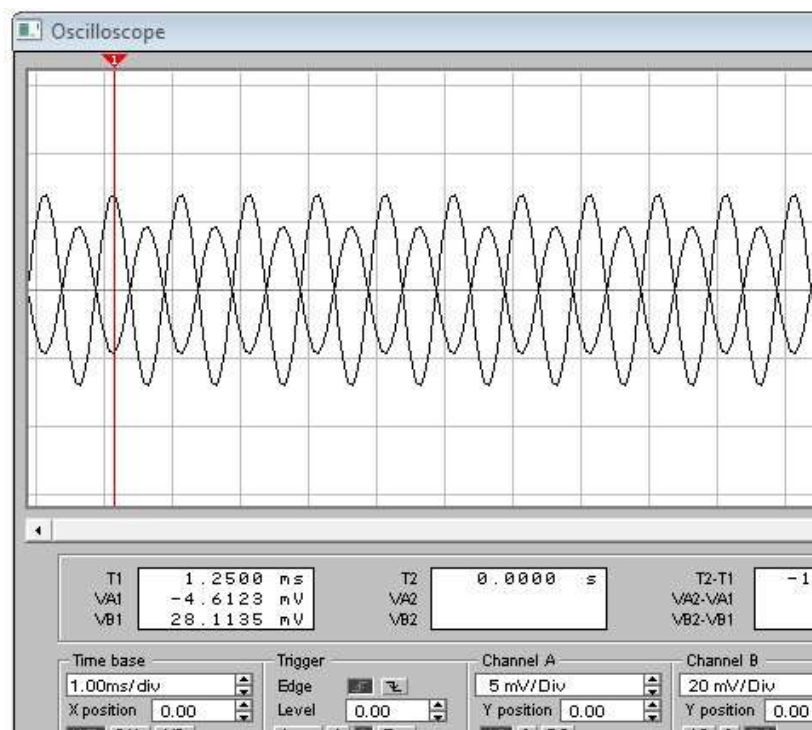 Oscilloscope
1
T1 1.2500 ms T2 0.0000 s T2-T1 -1
VA1 -4.6123 mV VA2 VA2-VA1
VB1 28.1135 mV VB2 VB2-VB1
Time base Trigger Channel A Channel B
1.00ms/div Edge 5 mV/Div 20 mV/Div
X position 0.00 Level 0.00 Y position 0.00 Y position 0.00